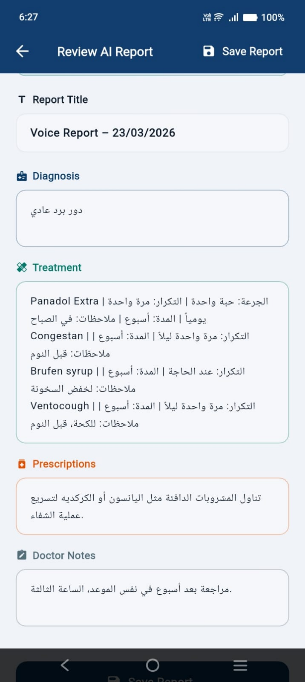 6:27
100%
Review AI Report
Save Report
Report Title
Voice Report – 23/03/2026
Diagnosis
دور برد عادي
Treatment
Panadol Extra | الجرعة: حبة واحدة | التكرار: مرة واحدة
يومياً | المدة: أسبوع | ملاحظات: في الصباح
Congestan | | التكرار: مرة واحدة ليلاً | المدة: أسبوع
ملاحظات: قبل النوم
Brufen syrup | | التكرار: عند الحاجة | المدة: أسبوع |
ملاحظات: لخفض السخونة
Ventocough | | التكرار: مرة واحدة ليلاً | المدة: أسبوع
ملاحظات: للكحة، قبل النوم
Prescriptions
تناول المشروبات الدافئة مثل اليانسون أو الكركديه لتسريع
عملية الشفاء.
Doctor Notes
مراجعة بعد أسبوع في نفس الموعد، الساعة الثالثة.
Save Report